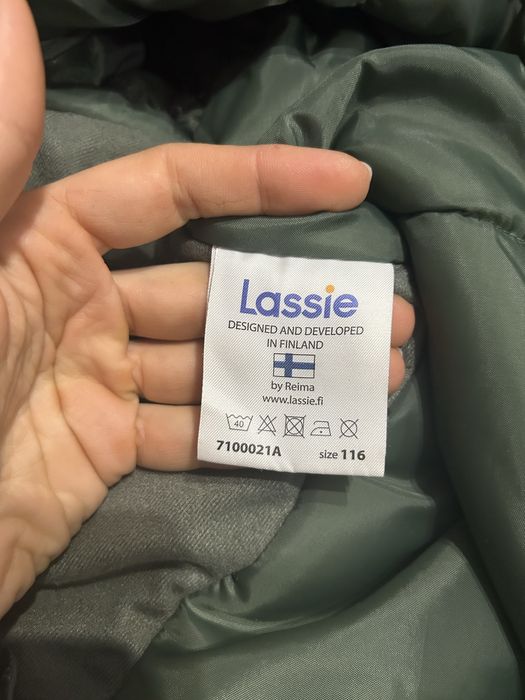 Lassie
DESIGNED AND DEVELOPED
IN FINLAND
by Reima
www.lassie.fi
40
7100021A size 116